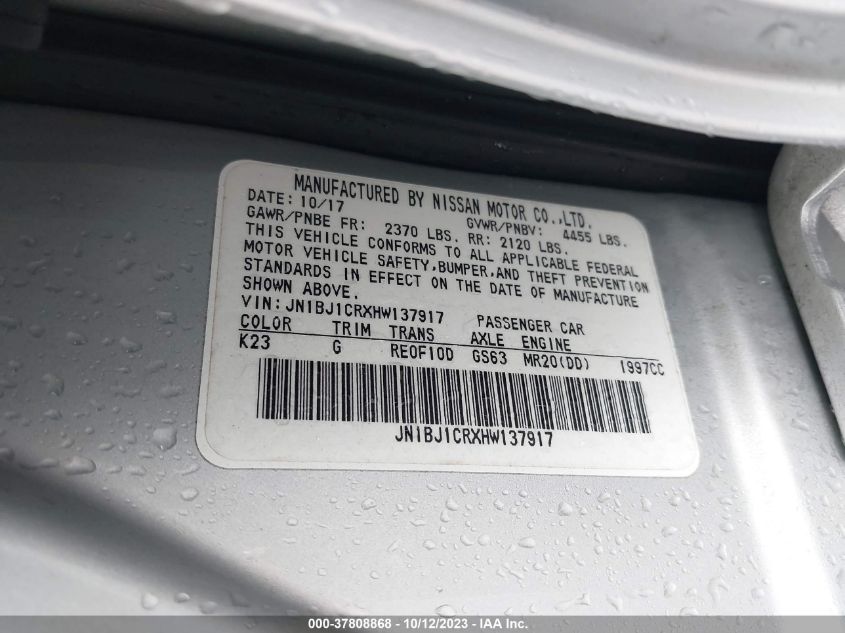 MANUFACTURED BY NISSAN MOTOR CO.,LTD.
DATE: 10/17 GVWR/PNBV: 4455 LBS.
GAWR/PNBE FR: 2370 LBS. RR: 2120 LBS.
THIS VEHICLE CONFORMS TO ALL APPLICABLE FEDERAL
MOTOR VEHICLE SAFETY,BUMPER,AND THEFT PREVENTION
STANDARDS IN EFFECT ON THE DATE OF MANUFACTURE
SHOWN ABOVE.
VIN: JN1BJ1CRXHW137917 PASSENGER CAR
COLOR TRIM TRANS AXLE ENGINE
K23 G RE0F10D GS63 MR20(DD) 1997CC
JN1BJ1CRXHW137917
000-37808868 - 10/12/2023 - IAA Inc.